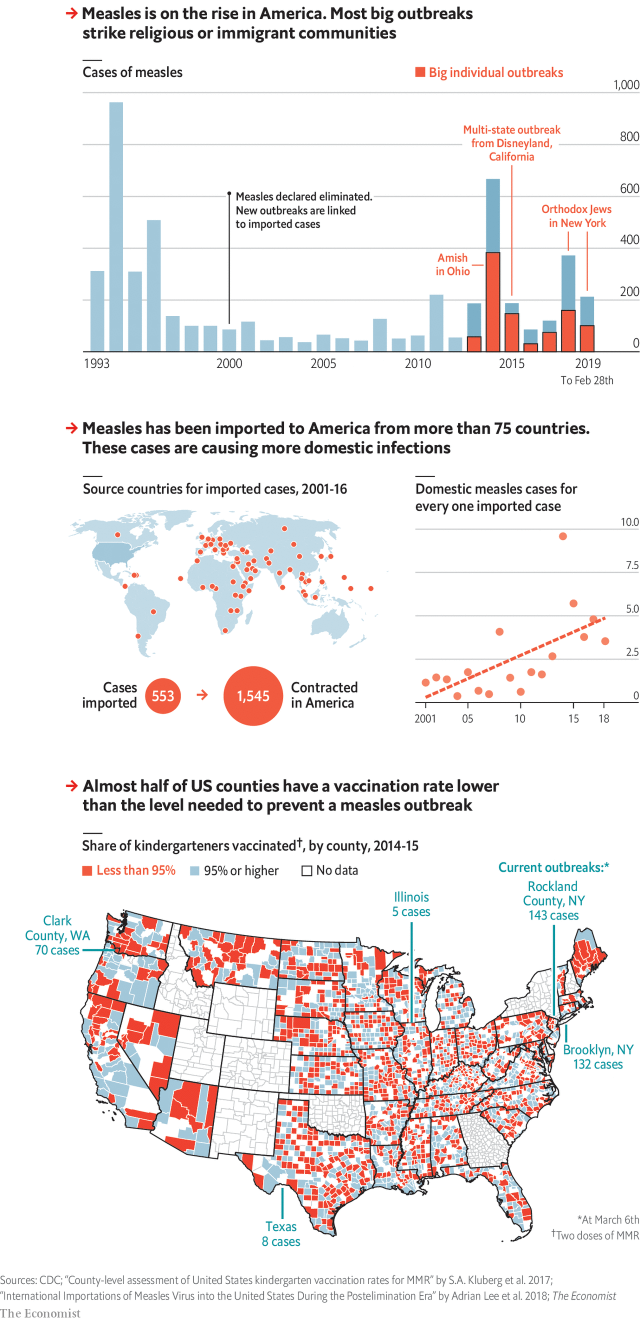 → Measles is on the rise in America. Most big outbreaks
strike religious or immigrant communities
Cases of measles
Big individual outbreaks
1,000
800
600
400
200
0
Multi-state outbreak
from Disneyland,
California
Measles declared eliminated.
New outbreaks are linked
to imported cases
Orthodox Jews
in New York
Amish
in Ohio
1993
2000
2005
2010
2015
2019
To Feb 28th
→ Measles has been imported to America from more than 75 countries.
These cases are causing more domestic infections
Source countries for imported cases, 2001-16
Cases
imported
553
→
1,545
Contracted
in America
Domestic measles cases for
every one imported case
10.0
7.5
5.0
2.5
0
2001
05
10
15
18
→ Almost half of US counties have a vaccination rate lower
than the level needed to prevent a measles outbreak
Share of kindergarteners vaccinated†, by county, 2014-15
Less than 95%
95% or higher
No data
Current outbreaks:*
Rockland
County, NY
143 cases
Illinois
5 cases
Clark
County, WA
70 cases
Brooklyn, NY
132 cases
Texas
8 cases
*At March 6th
†Two doses of MMR
Sources: CDC; "County-level assessment of United States kindergarten vaccination rates for MMR" by S.A. Kluberg et al. 2017;
"International Importations of Measles Virus into the United States During the Postelimination Era" by Adrian Lee et al. 2018; The Economist
The Economist